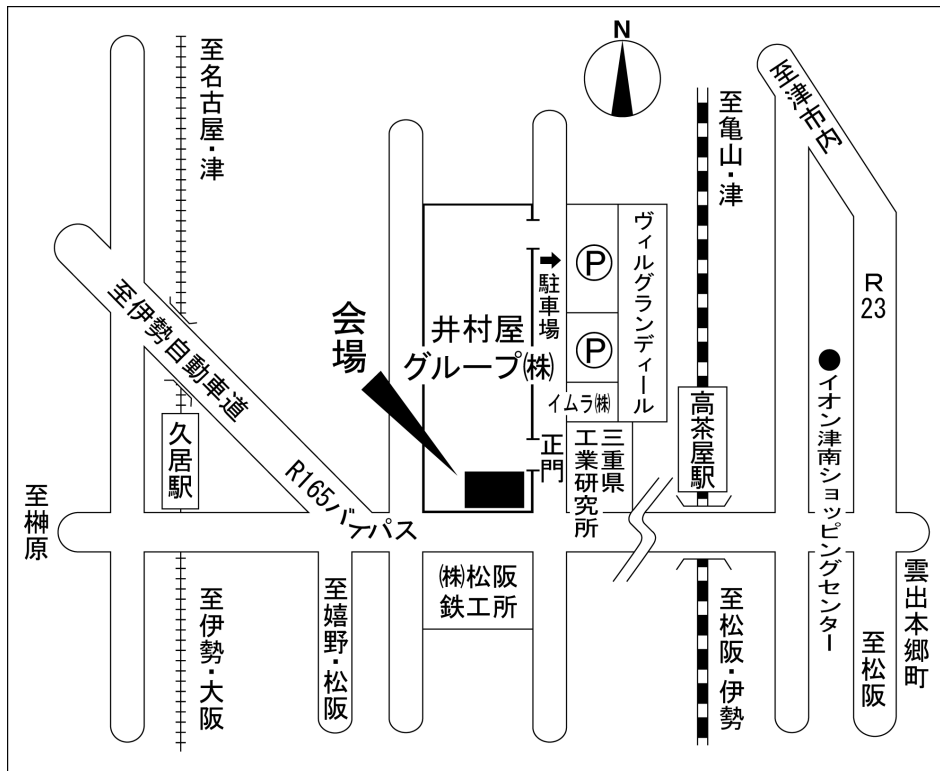 N
至名古屋・津
至亀山・津
至津市内
至伊勢自動車道
会場
井村屋
グループ㈱
駐車場
P
P
ヴィルグランディール
イムラ㈱
R
23
イオン津南ショッピングセンター
久居駅
R165バイパス
正門
三重県
工業研究所
高茶屋駅
至榊原
至伊勢・大阪
至嬉野・松阪
㈱松阪
鉄工所
至松阪・伊勢
至松阪
雲出本郷町